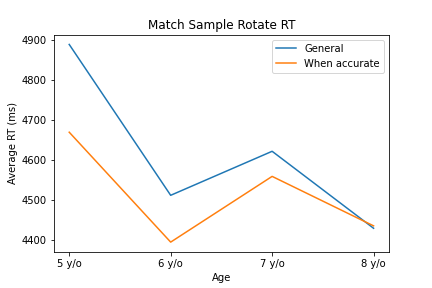 Match Sample Rotate RT
General
When accurate
Average RT (ms)
4900
4800
4700
4600
4500
4400
5 y/o 6 y/o 7 y/o 8 y/o
Age